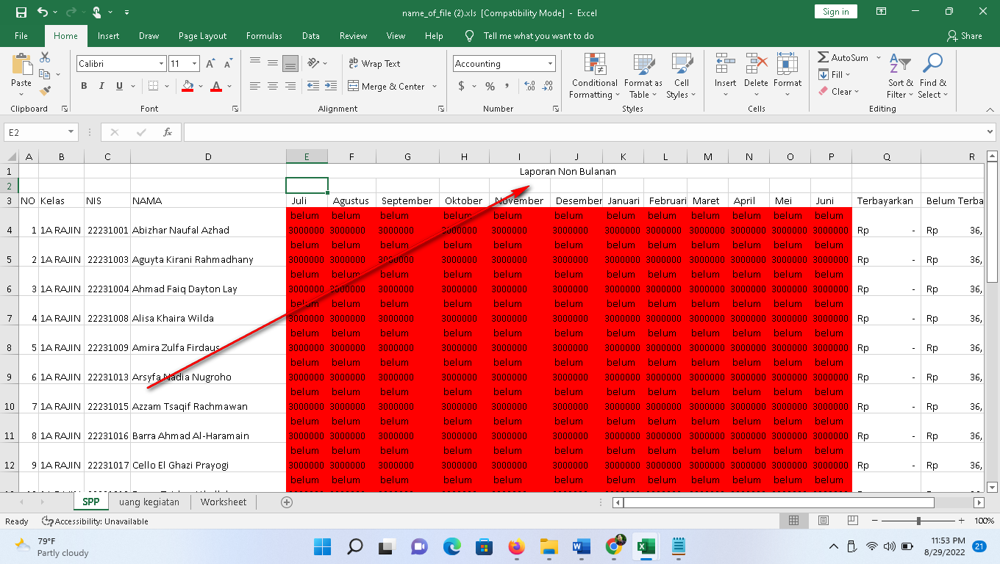 name_of_file (2).xls [Compatibility Mode] - Excel
Sign in
File Home Insert Draw Page Layout Formulas Data Review View Help Tell me what you want to do Share
Calibri 11 Wrap Text Accounting
Paste B I U Merge & Center $ % Conditional Formatting Format as Table Cell Styles Insert Delete Format AutoSum Fill Clear Sort & Filter Find & Select
Clipboard Font Alignment Number Styles Cells Editing
E2 fx
A B C D E F G H I J K L M N O P Q R
1 Laporan Non Bulanan
2
3 NO Kelas NIS NAMA Juli Agustus September Oktober November Desember Januari Februari Maret April Mei Juni Terbayarkan Belum Terba
belum belum belum belum belum belum belum belum belum belum belum belum
4 1 1A RAJIN 22231001 Abizhar Naufal Azhad 3000000 3000000 3000000 3000000 3000000 3000000 3000000 3000000 3000000 3000000 3000000 3000000 Rp - Rp 36,
belum belum belum belum belum belum belum belum belum belum belum belum
5 2 1A RAJIN 22231003 Aguyta Kirani Rahmadhany 3000000 3000000 3000000 3000000 3000000 3000000 3000000 3000000 3000000 3000000 3000000 3000000 Rp - Rp 36,
belum belum belum belum belum belum belum belum belum belum belum belum
6 3 1A RAJIN 22231004 Ahmad Faiq Dayton Lay 3000000 3000000 3000000 3000000 3000000 3000000 3000000 3000000 3000000 3000000 3000000 3000000 Rp - Rp 36,
belum belum belum belum belum belum belum belum belum belum belum belum
7 4 1A RAJIN 22231008 Alisa Khaira Wilda 3000000 3000000 3000000 3000000 3000000 3000000 3000000 3000000 3000000 3000000 3000000 3000000 Rp - Rp 36,
belum belum belum belum belum belum belum belum belum belum belum belum
8 5 1A RAJIN 22231009 Amira Zulfa Firdaus 3000000 3000000 3000000 3000000 3000000 3000000 3000000 3000000 3000000 3000000 3000000 3000000 Rp - Rp 36,
belum belum belum belum belum belum belum belum belum belum belum belum
9 6 1A RAJIN 22231013 Arsyfa Nadia Nugroho 3000000 3000000 3000000 3000000 3000000 3000000 3000000 3000000 3000000 3000000 3000000 3000000 Rp - Rp 36,
belum belum belum belum belum belum belum belum belum belum belum belum
10 7 1A RAJIN 22231015 Azzam Tsaqif Rachmawan 3000000 3000000 3000000 3000000 3000000 3000000 3000000 3000000 3000000 3000000 3000000 3000000 Rp - Rp 36,
belum belum belum belum belum belum belum belum belum belum belum belum
11 8 1A RAJIN 22231016 Barra Ahmad Al-Haramain 3000000 3000000 3000000 3000000 3000000 3000000 3000000 3000000 3000000 3000000 3000000 3000000 Rp - Rp 36,
belum belum belum belum belum belum belum belum belum belum belum belum
12 9 1A RAJIN 22231017 Cello El Ghazi Prayogi 3000000 3000000 3000000 3000000 3000000 3000000 3000000 3000000 3000000 3000000 3000000 3000000 Rp - Rp 36,
belum belum belum belum belum belum belum belum belum belum belum belum
SPP uang kegiatan Worksheet
Ready Accessibility: Unavailable 100%
79°F
Partly cloudy
11:53 PM
8/29/2022
21